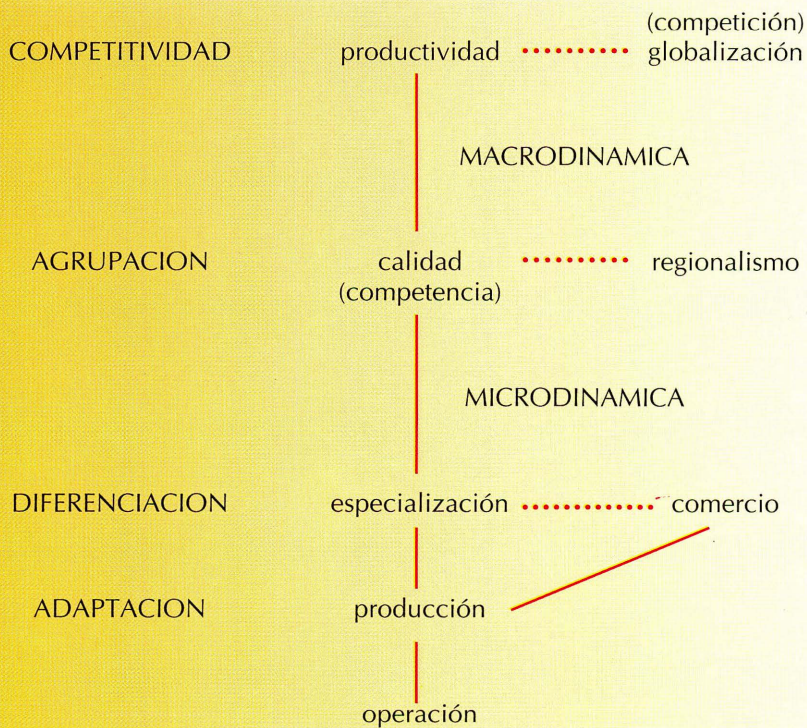 (competición)
COMPETITIVIDAD productividad globalización
MACRODINAMICA
AGRUPACION calidad regionalismo
(competencia)
MICRODINAMICA
DIFERENCIACION especialización comercio
ADAPTACION producción
operación